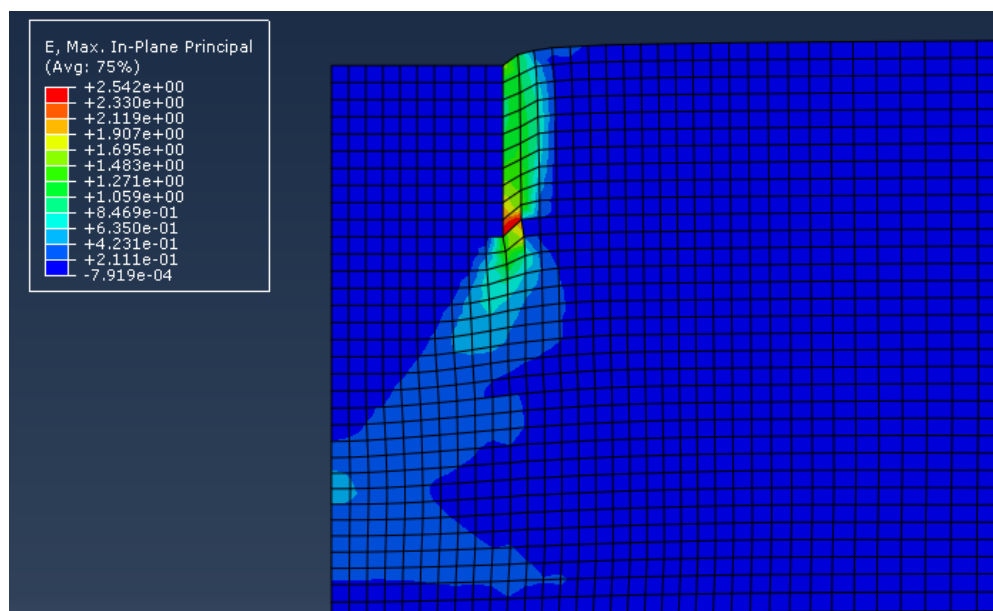 E, Max. In-Plane Principal
(Avg: 75%)
+2.542e+00
+2.330e+00
+2.119e+00
+1.907e+00
+1.695e+00
+1.483e+00
+1.271e+00
+1.059e+00
+8.469e-01
+6.350e-01
+4.231e-01
+2.111e-01
-7.919e-04